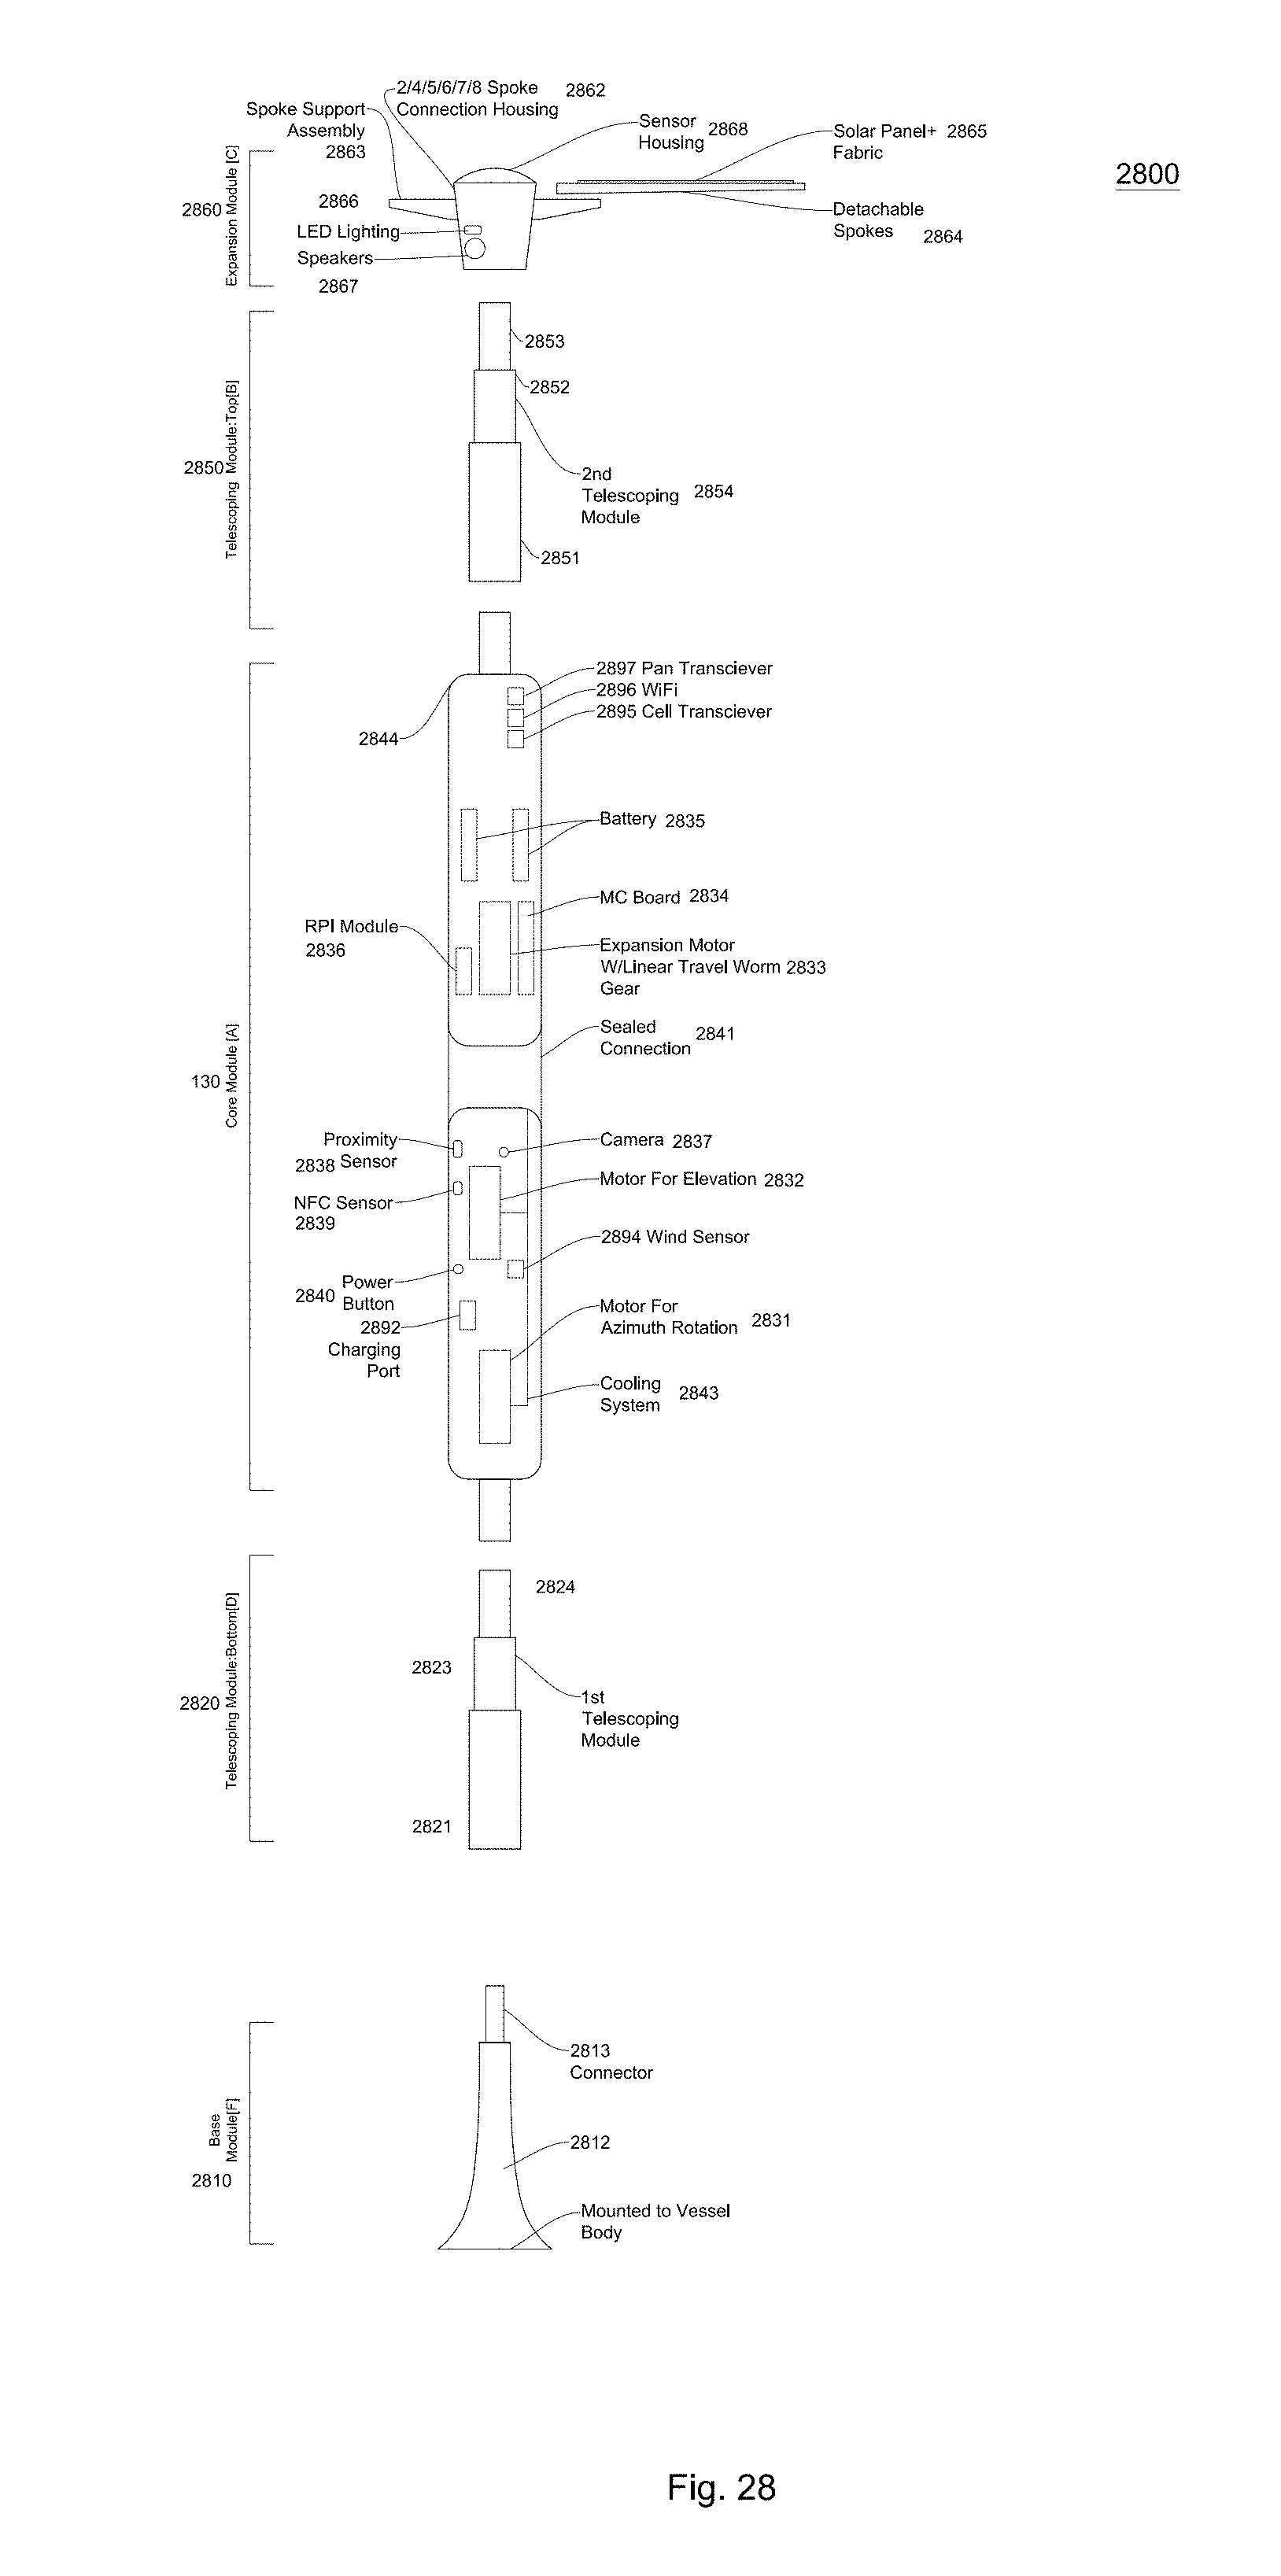 2/4/5/6/7/8 Spoke 2862
Connection Housing
Spoke Support
Assembly
2863
Sensor
Housing 2868
Solar Panel+ 2865
Fabric
2800
2860
Expansion Module [C]
2866
LED Lighting
Speakers
2867
Detachable
Spokes 2864
2853
2852
2850
Telescoping Module:Top[B]
2nd
Telescoping 2854
Module
2851
2897 Pan Transciever
2896 WiFi
2895 Cell Transciever
2844
Battery 2835
MC Board 2834
RPI Module
2836
Expansion Motor
W/Linear Travel Worm 2833
Gear
Sealed
Connection 2841
130
Core Module [A]
Proximity
2838 Sensor
Camera 2837
Motor For Elevation 2832
NFC Sensor
2839
2894 Wind Sensor
Power
2840 Button
Motor For
Azimuth Rotation 2831
2892
Charging
Port
Cooling
System 2843
2824
2823
2820
Telescoping Module:Bottom[D]
1st
Telescoping
Module
2821
2813
Connector
Base
Module[F]
2810
2812
Mounted to Vessel
Body
Fig. 28